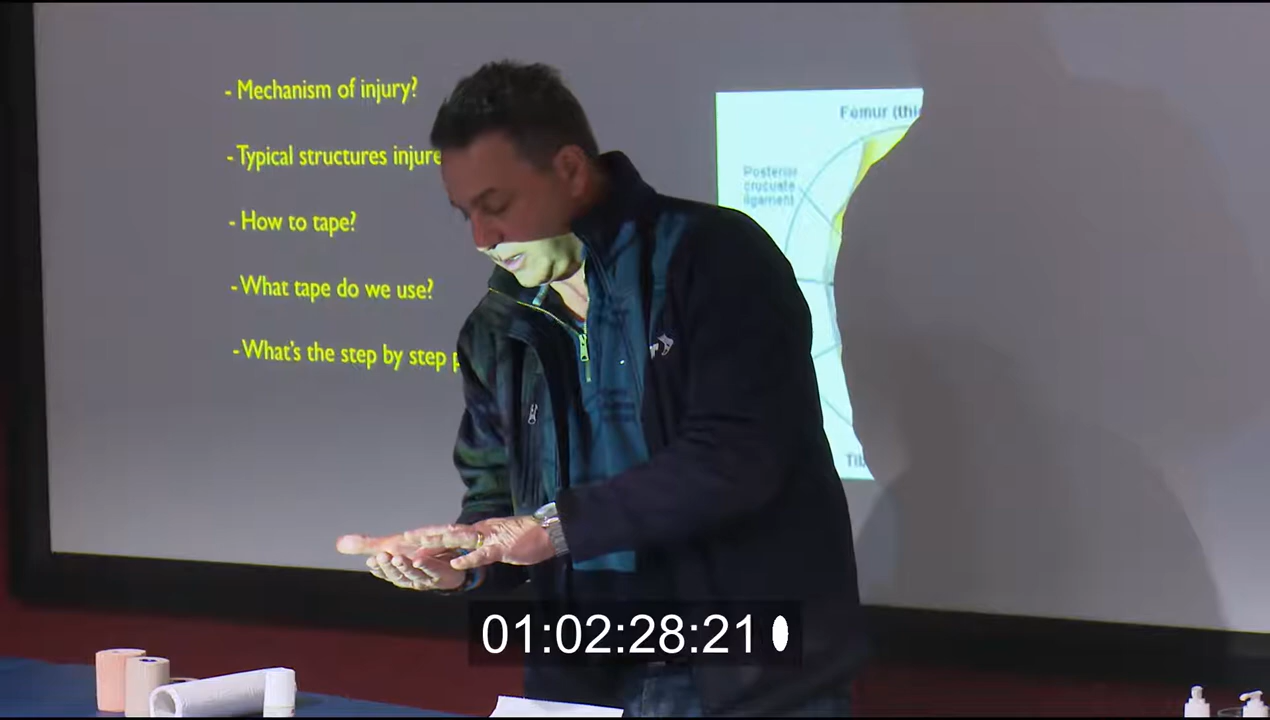 - Mechanism of injury?
- Typical structures injure
- How to tape?
- What tape do we use?
- What's the step by step
Femur (thi
Posterior
cruciate
ligament
Tib
01:02:28:21